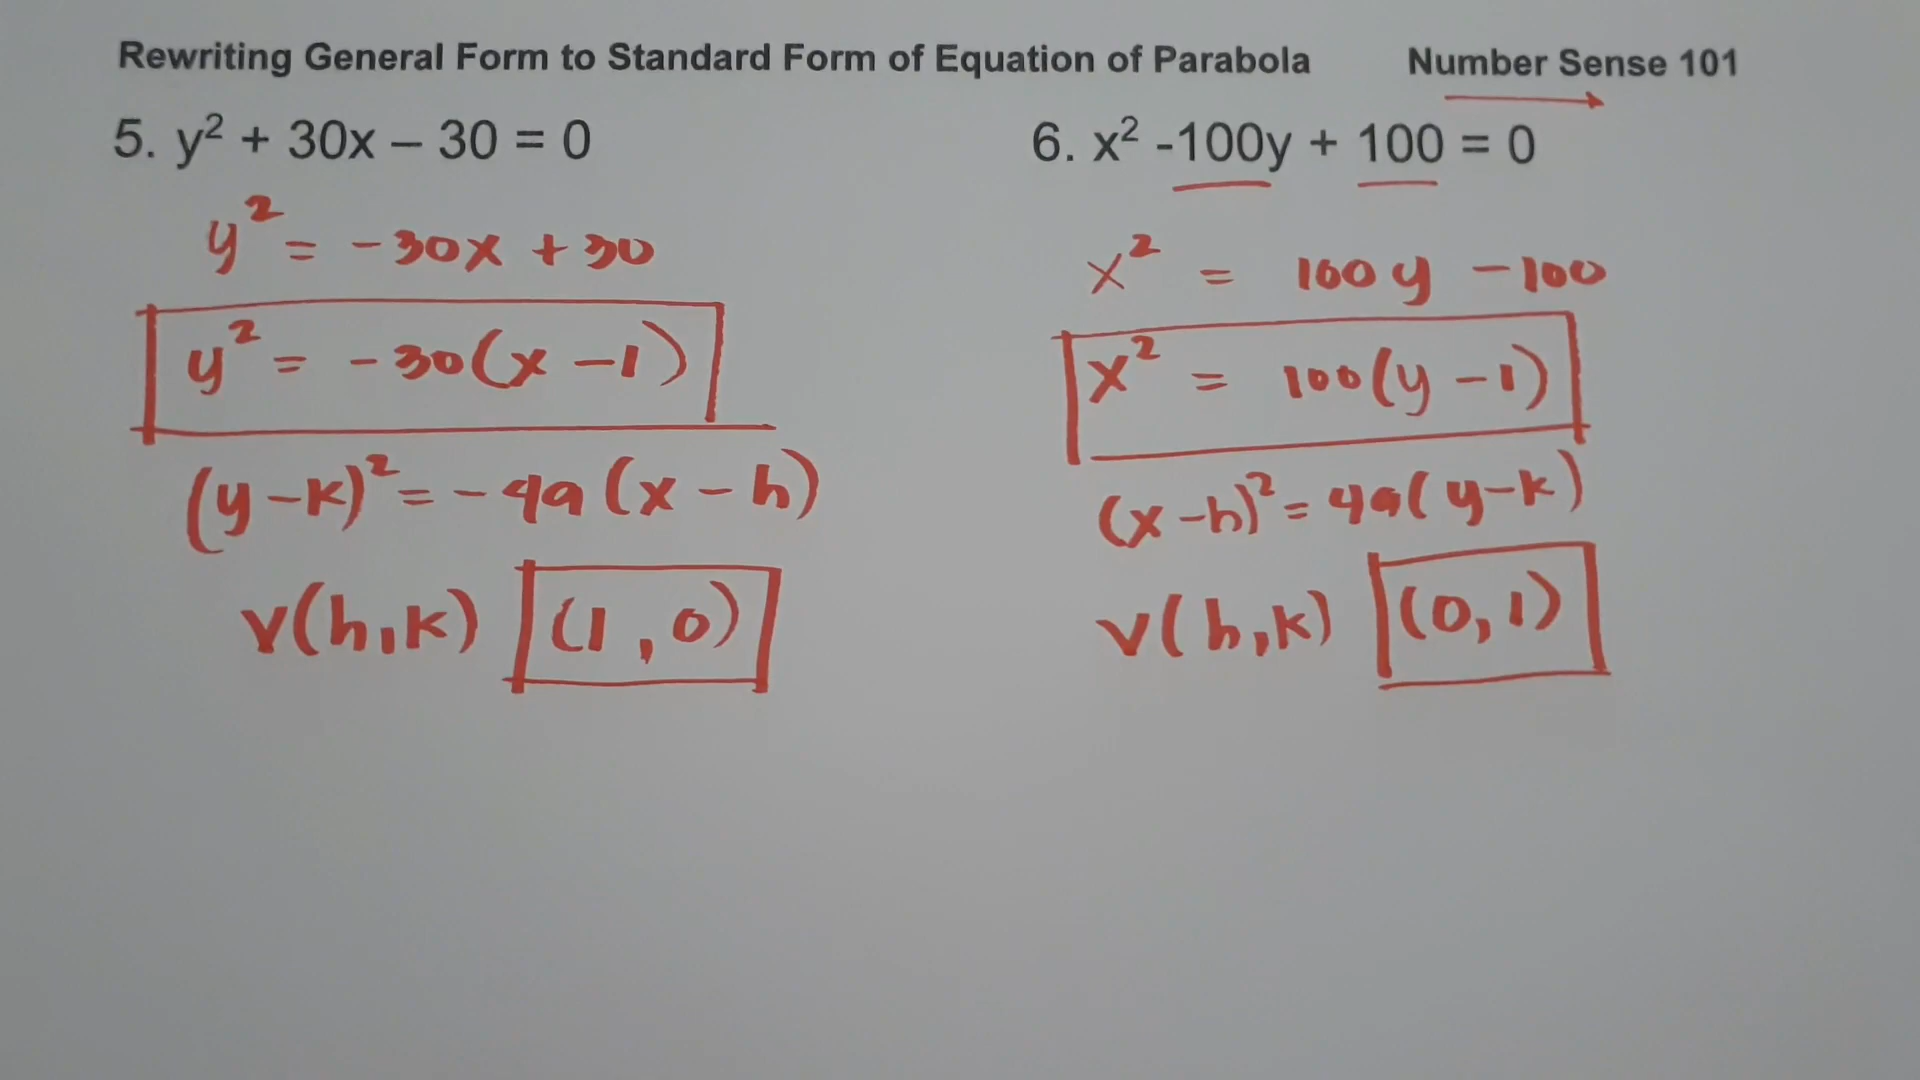 Rewriting General Form to Standard Form of Equation of Parabola Number Sense 101
5. y² + 30x – 30 = 0
y² = -30x + 30
y² = -30(x - 1)
(y-k)² = -4a(x-h)
V(h,k) (1,0)
6. x² -100y + 100 = 0
x² = 100y - 100
x² = 100(y - 1)
(x-h)² = 4a(y-k)
V(h,k) (0,1)